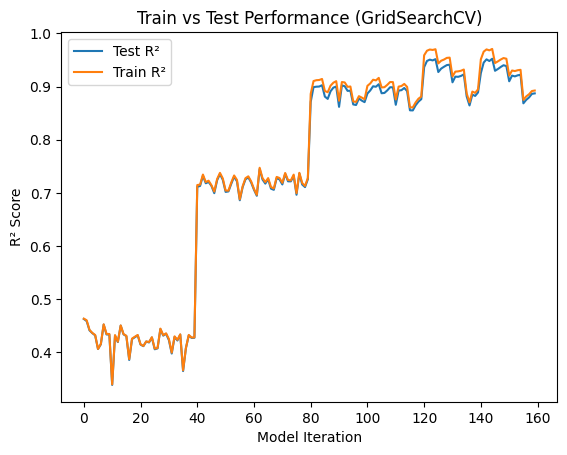 Train vs Test Performance (GridSearchCV)
Test R²
Train R²
R² Score
1.0
0.9
0.8
0.7
0.6
0.5
0.4
0 20 40 60 80 100 120 140 160
Model Iteration